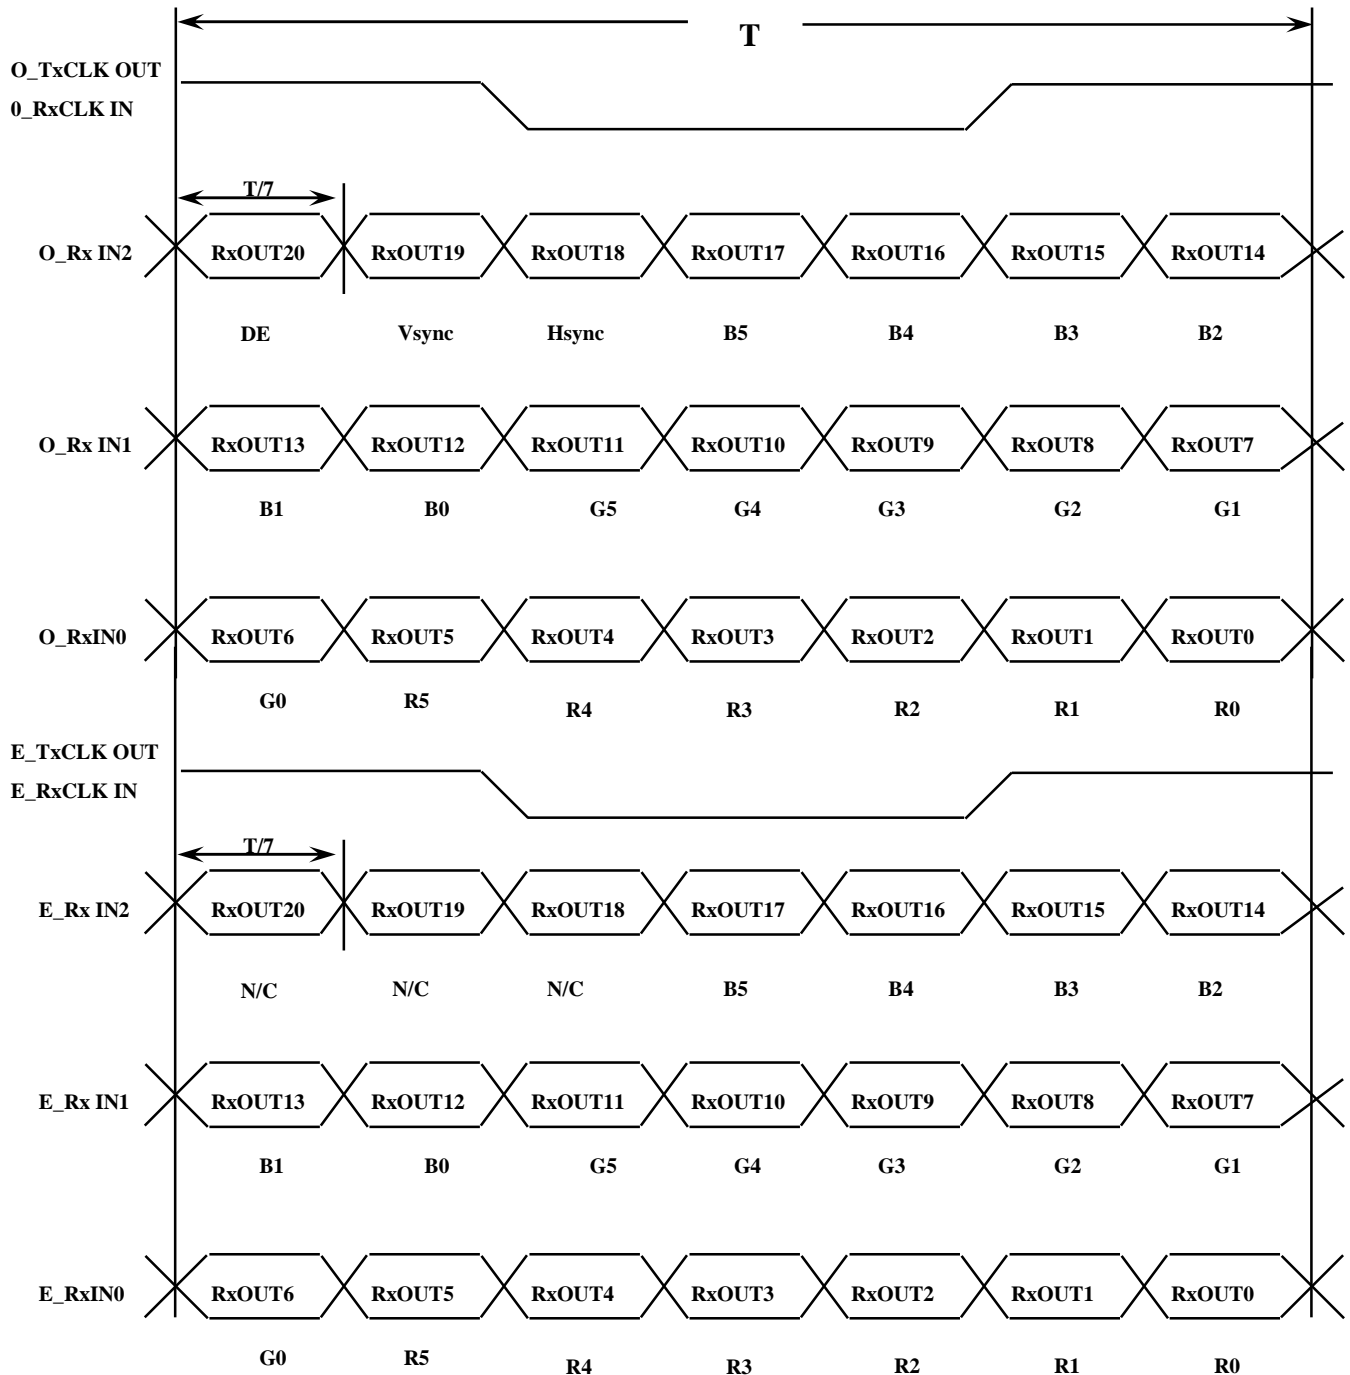 T
O_TxCLK OUT
0_RxCLK IN
T/7
O_Rx IN2 RxOUT20 RxOUT19 RxOUT18 RxOUT17 RxOUT16 RxOUT15 RxOUT14
DE Vsync Hsync B5 B4 B3 B2
O_Rx IN1 RxOUT13 RxOUT12 RxOUT11 RxOUT10 RxOUT9 RxOUT8 RxOUT7
B1 B0 G5 G4 G3 G2 G1
O_RxIN0 RxOUT6 RxOUT5 RxOUT4 RxOUT3 RxOUT2 RxOUT1 RxOUT0
G0 R5 R4 R3 R2 R1 R0
E_TxCLK OUT
E_RxCLK IN
T/7
E_Rx IN2 RxOUT20 RxOUT19 RxOUT18 RxOUT17 RxOUT16 RxOUT15 RxOUT14
N/C N/C N/C B5 B4 B3 B2
E_Rx IN1 RxOUT13 RxOUT12 RxOUT11 RxOUT10 RxOUT9 RxOUT8 RxOUT7
B1 B0 G5 G4 G3 G2 G1
E_RxIN0 RxOUT6 RxOUT5 RxOUT4 RxOUT3 RxOUT2 RxOUT1 RxOUT0
G0 R5 R4 R3 R2 R1 R0